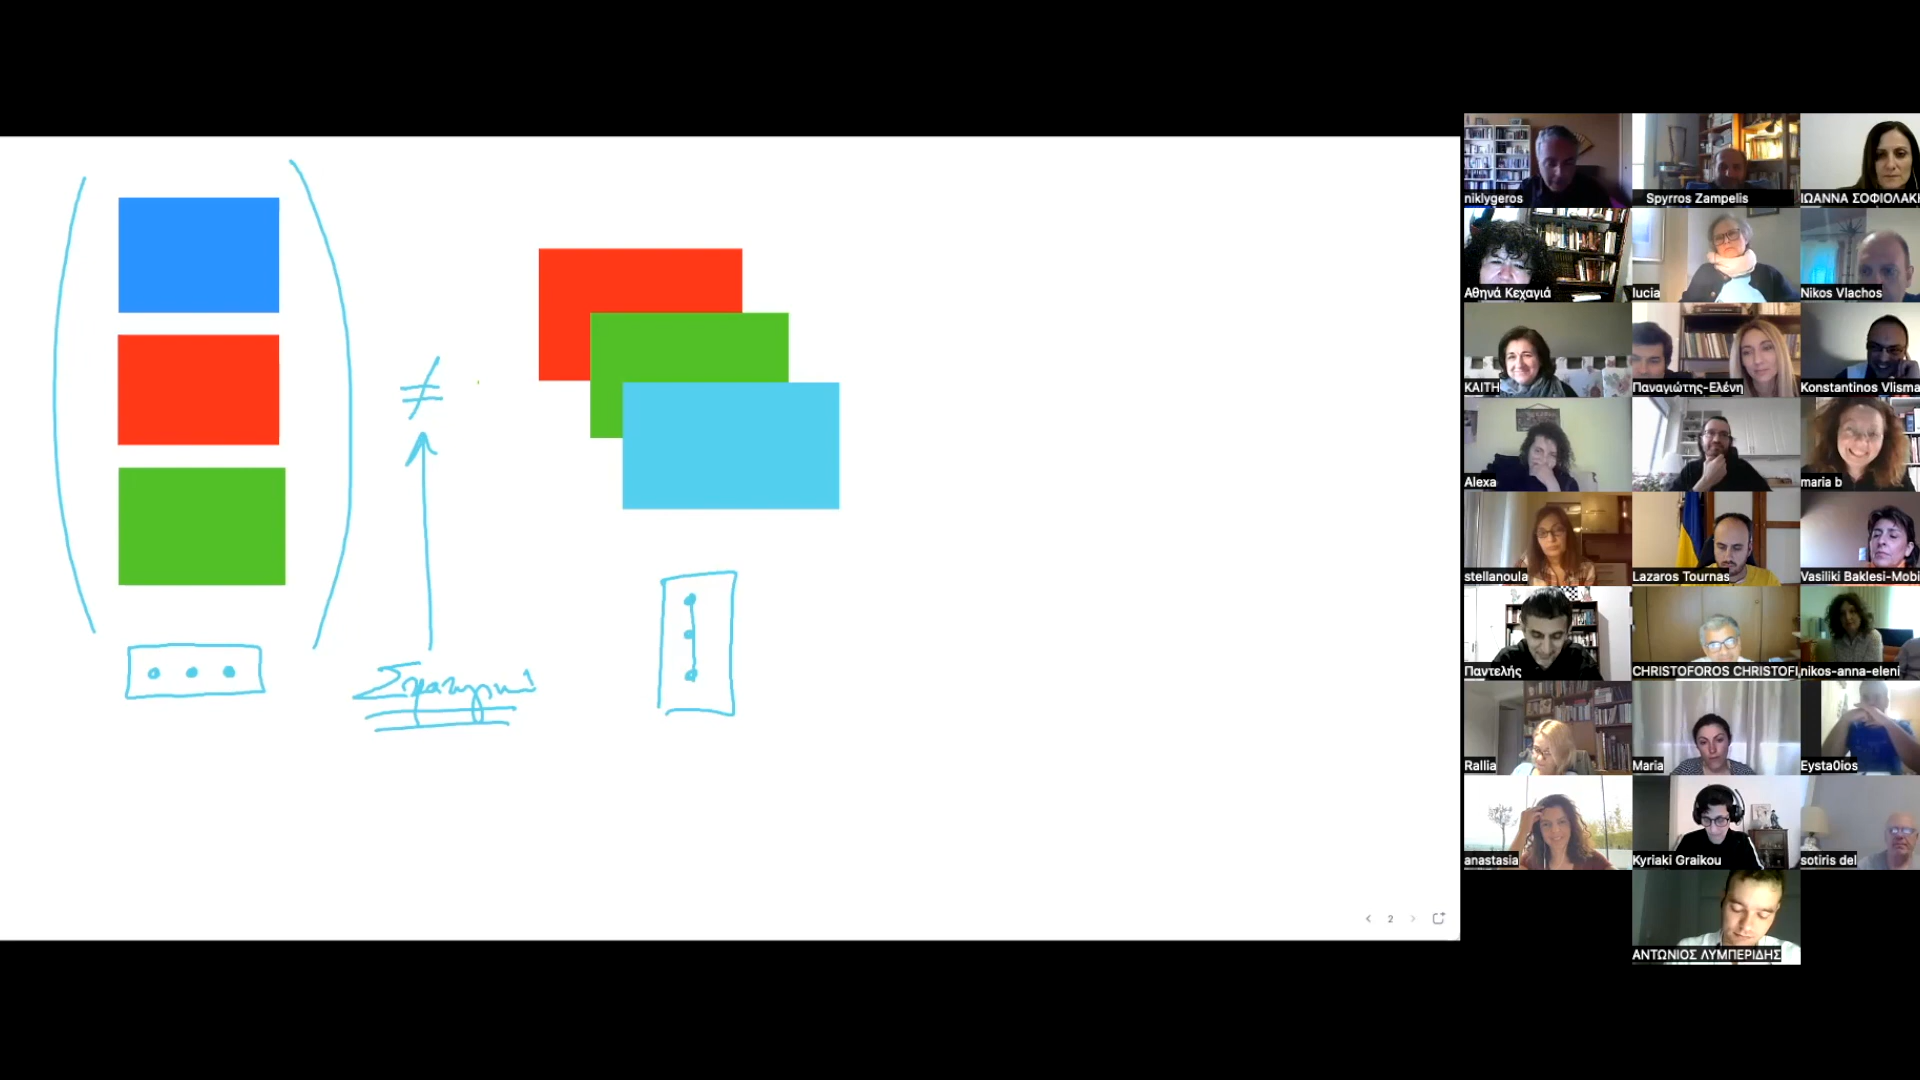 ≠
Στρατηγική
2
niklygeros
Spyrros Zampelis
ΙΩΑΝΝΑ ΣΟΦΙΟΛΑΚΗ
Αθηνά Κεχαγιά
lucia
Nikos Vlachos
ΚΑΙΤΗ
Παναγιώτης-Ελένη
Konstantinos Vlisma
Alexa
maria b
stellanoula
Lazaros Tournas
Vasiliki Baklesi-Mobi
Παντελής
CHRISTOFOROS CHRISTOFI
nikos-anna-eleni
Rallia
Maria
Eysta0ios
anastasia
Kyriaki Graikou
sotiris del
ΑΝΤΩΝΙΟΣ ΛΥΜΠΕΡΙΔΗΣ